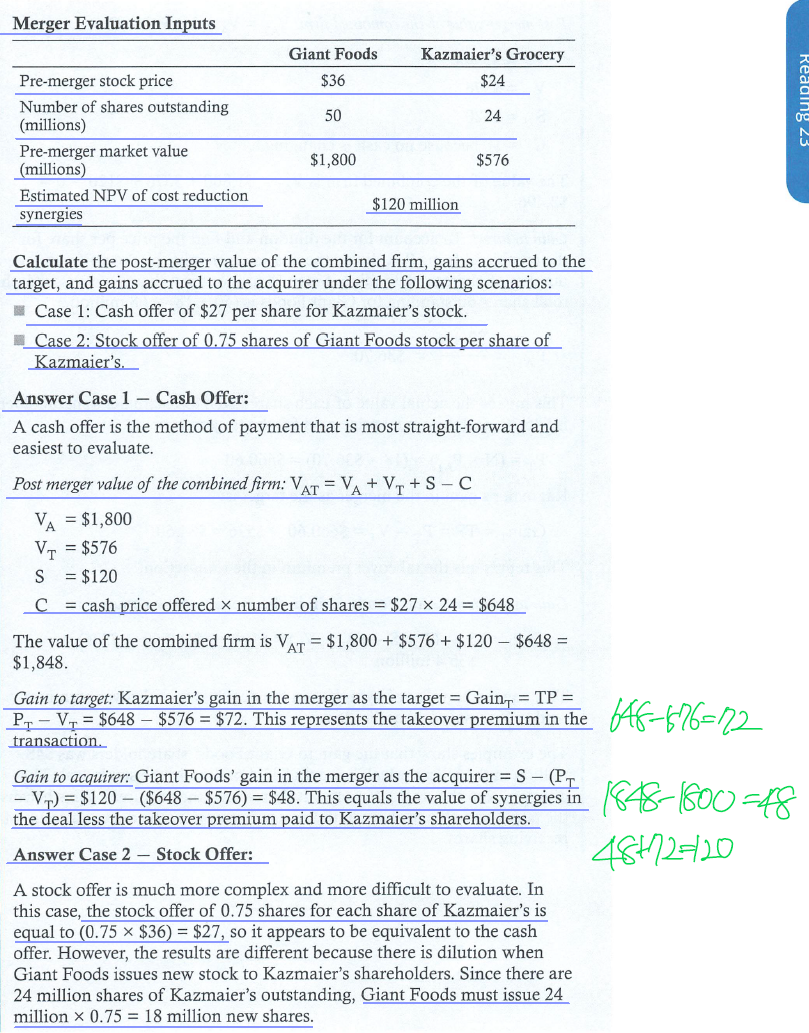 Merger Evaluation Inputs
Giant Foods Kazmaier's Grocery
Pre-merger stock price $36 $24
Number of shares outstanding
(millions) 50 24
Pre-merger market value
(millions) $1,800 $576
Estimated NPV of cost reduction
synergies $120 million
Reading 23
Calculate the post-merger value of the combined firm, gains accrued to the
target, and gains accrued to the acquirer under the following scenarios:
Case 1: Cash offer of $27 per share for Kazmaier's stock.
Case 2: Stock offer of 0.75 shares of Giant Foods stock per share of
Kazmaier's.
Answer Case 1 — Cash Offer:
A cash offer is the method of payment that is most straight-forward and
easiest to evaluate.
Post merger value of the combined firm: V_AT = V_A + V_T + S – C
V_A = $1,800
V_T = $576
S = $120
C = cash price offered × number of shares = $27 × 24 = $648
The value of the combined firm is V_AT = $1,800 + $576 + $120 – $648 =
$1,848.
Gain to target: Kazmaier's gain in the merger as the target = Gain_T = TP =
P_T – V_T = $648 – $576 = $72. This represents the takeover premium in the
transaction.
648-576=72
Gain to acquirer: Giant Foods' gain in the merger as the acquirer = S – (P_T
– V_T) = $120 – ($648 – $576) = $48. This equals the value of synergies in
the deal less the takeover premium paid to Kazmaier's shareholders.
1848-1800=48
48+72=120
Answer Case 2 — Stock Offer:
A stock offer is much more complex and more difficult to evaluate. In
this case, the stock offer of 0.75 shares for each share of Kazmaier's is
equal to (0.75 × $36) = $27, so it appears to be equivalent to the cash
offer. However, the results are different because there is dilution when
Giant Foods issues new stock to Kazmaier's shareholders. Since there are
24 million shares of Kazmaier's outstanding, Giant Foods must issue 24
million × 0.75 = 18 million new shares.